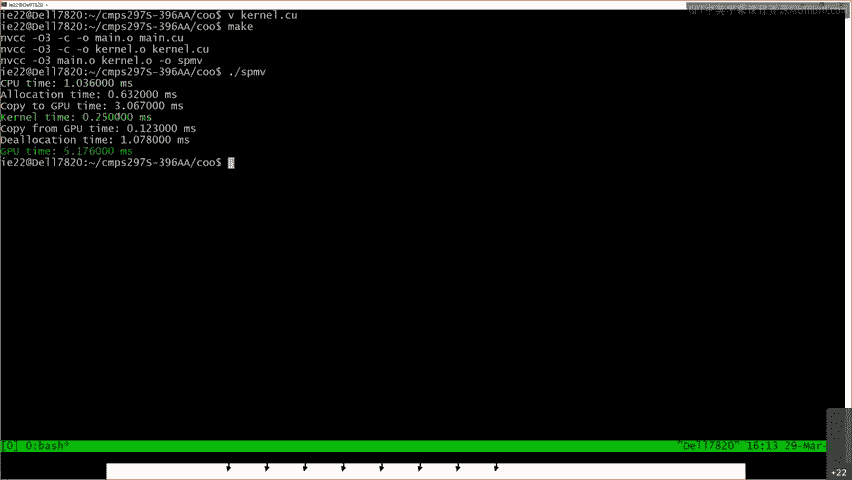 ie22@Dell7820:~/cmps297S-396AA/coo$ v kernel.cu
ie22@Dell7820:~/cmps297S-396AA/coo$ make
nvcc -O3 -c -o main.o main.cu
nvcc -O3 -c -o kernel.o kernel.cu
nvcc -O3 main.o kernel.o -o spmv
ie22@Dell7820:~/cmps297S-396AA/coo$ ./spmv
CPU time: 1.036000 ms
Allocation time: 0.632000 ms
Copy to GPU time: 3.067000 ms
Kernel time: 0.250000 ms
Copy from GPU time: 0.123000 ms
Deallocation time: 1.078000 ms
GPU time: 5.176000 ms
ie22@Dell7820:~/cmps297S-396AA/coo$
[0] 0:bash* "Dell7820" 16:13 29-Mar-
+22